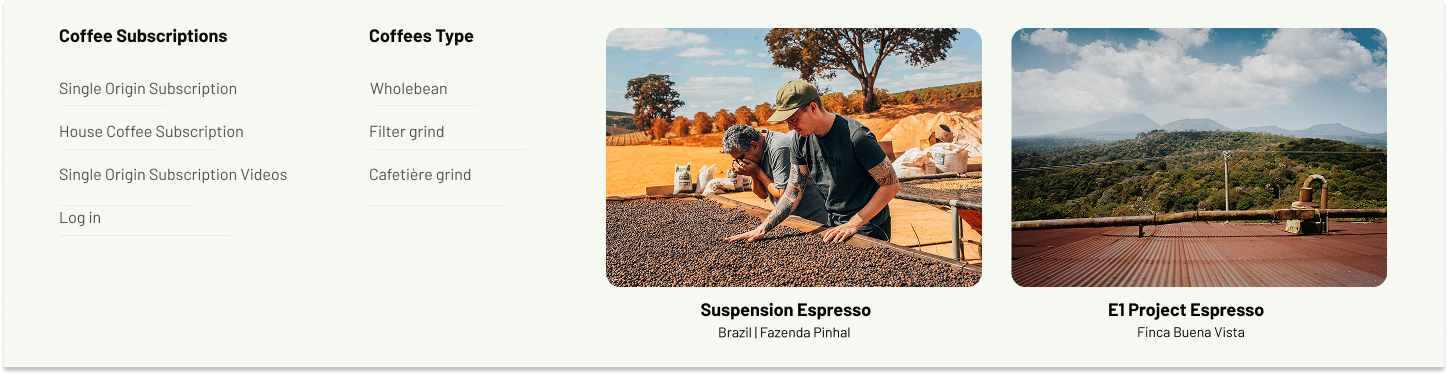 Coffee Subscriptions
Single Origin Subscription
House Coffee Subscription
Single Origin Subscription Videos
Log in
Coffees Type
Wholebean
Filter grind
Cafetière grind
Suspension Espresso
Brazil | Fazenda Pinhal
E1 Project Espresso
Finca Buena Vista